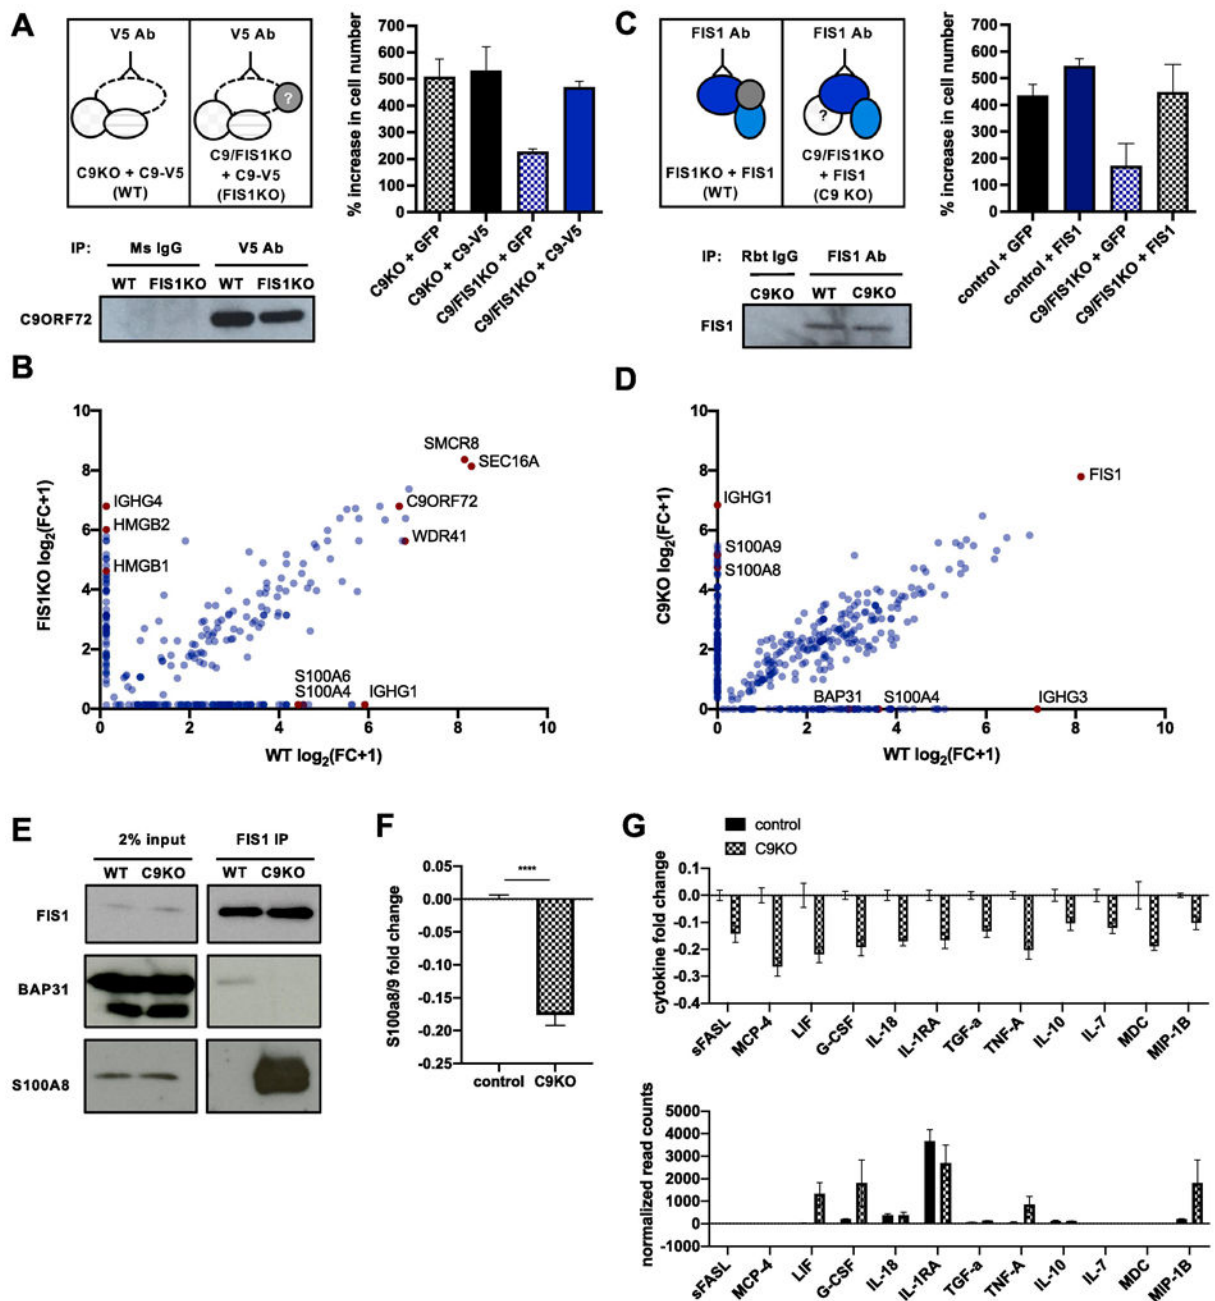 A
V5 Ab
V5 Ab
?
C9KO + C9-V5
(WT)
C9/FIS1KO
+ C9-V5
(FIS1KO)
IP:
Ms IgG
V5 Ab
WT
FIS1KO
WT
FIS1KO
C9ORF72
% increase in cell number
700
600
500
400
300
200
100
0
C9KO + GFP
C9KO + C9-V5
C9/FIS1KO + GFP
C9/FIS1KO + C9-V5
C
FIS1 Ab
FIS1 Ab
?
FIS1KO + FIS1
(WT)
C9/FIS1KO
+ FIS1
(C9 KO)
IP:
Rbt IgG
FIS1 Ab
C9KO
WT
C9KO
FIS1
% increase in cell number
700
600
500
400
300
200
100
0
control + GFP
control + FIS1
C9/FIS1KO + GFP
C9/FIS1KO + FIS1
B
FIS1KO log2(FC+1)
10
8
6
4
2
0
SMCR8
SEC16A
IGHG4
C9ORF72
HMGB2
WDR41
HMGB1
S100A6
S100A4
IGHG1
0
2
4
6
8
10
WT log2(FC+1)
D
C9KO log2(FC+1)
10
8
6
4
2
0
FIS1
IGHG1
S100A9
S100A8
BAP31
S100A4
IGHG3
0
2
4
6
8
10
WT log2(FC+1)
E
2% input
FIS1 IP
WT
C9KO
WT
C9KO
FIS1
BAP31
S100A8
F
S100a8/9 fold change
0.05
0.00
-0.05
-0.10
-0.15
-0.20
-0.25
****
control
C9KO
G
control
C9KO
cytokine fold change
0.1
0.0
-0.1
-0.2
-0.3
-0.4
sFASL
MCP-4
LIF
G-CSF
IL-18
IL-1RA
TGF-a
TNF-A
IL-10
IL-7
MDC
MIP-1B
normalized read counts
5000
4000
3000
2000
1000
0
-1000
sFASL
MCP-4
LIF
G-CSF
IL-18
IL-1RA
TGF-a
TNF-A
IL-10
IL-7
MDC
MIP-1B